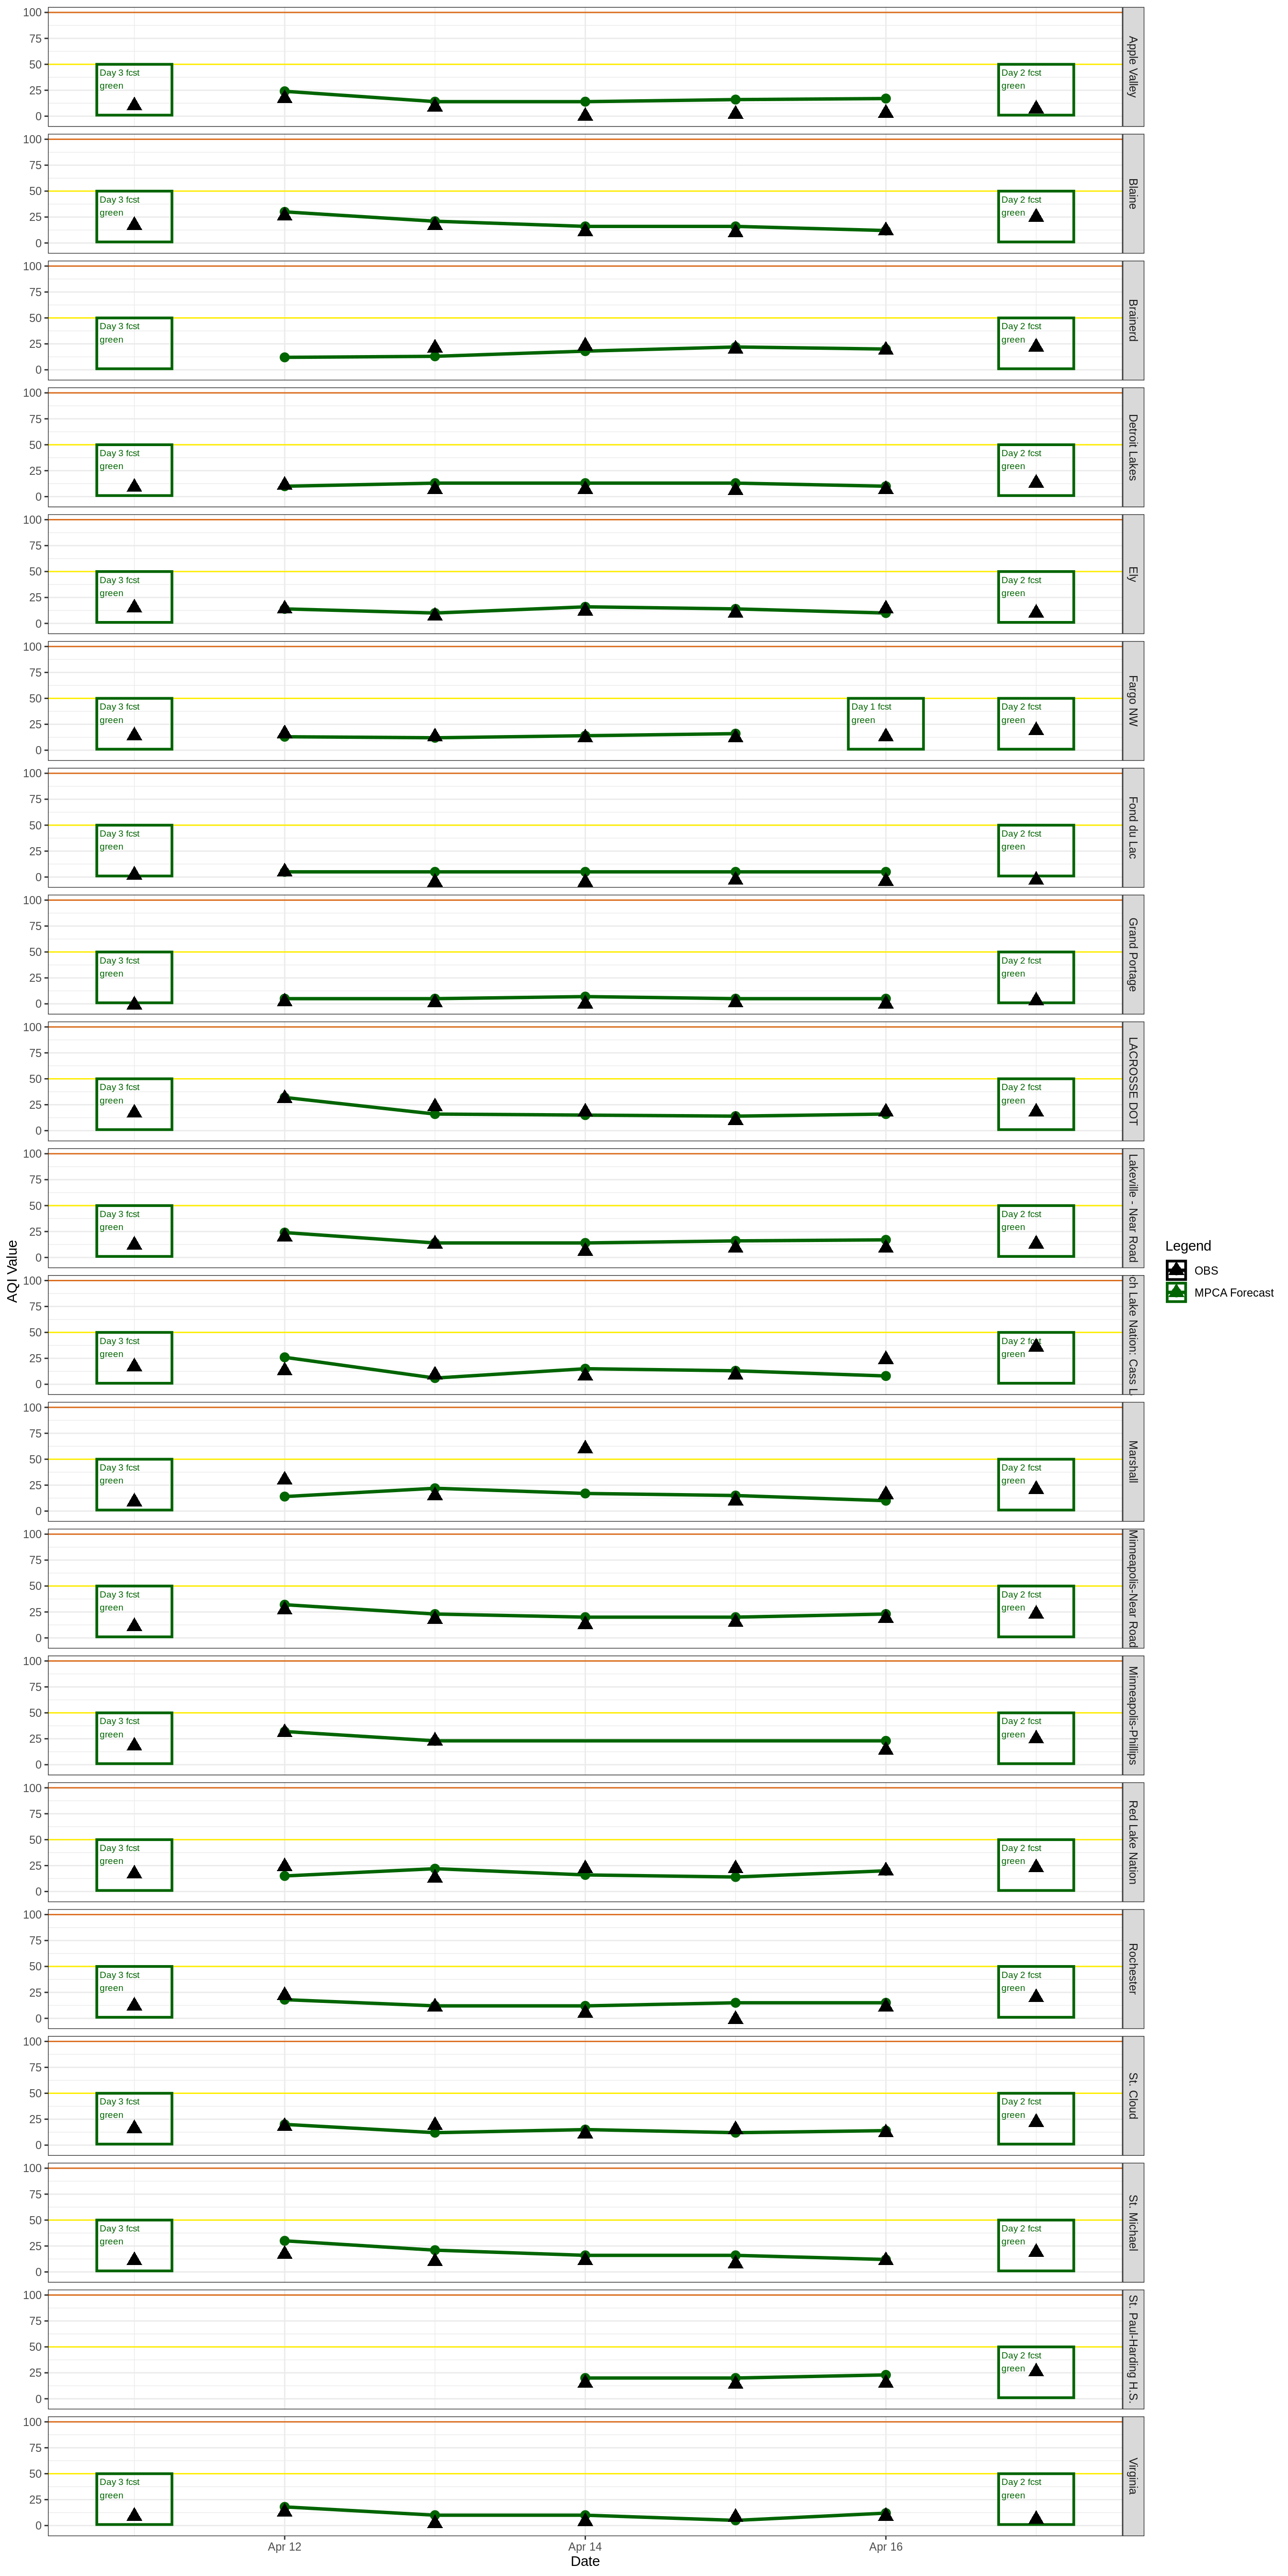 100
75
50
25
0
Day 3 fcst
green
Day 2 fcst
green
Apple Valley
100
75
50
25
0
Day 3 fcst
green
Day 2 fcst
green
Blaine
100
75
50
25
0
Day 3 fcst
green
Day 2 fcst
green
Brainerd
100
75
50
25
0
Day 3 fcst
green
Day 2 fcst
green
Detroit Lakes
100
75
50
25
0
Day 3 fcst
green
Day 2 fcst
green
Ely
100
75
50
25
0
Day 3 fcst
green
Day 1 fcst
green
Day 2 fcst
green
Fargo NW
100
75
50
25
0
Day 3 fcst
green
Day 2 fcst
green
Fond du Lac
100
75
50
25
0
Day 3 fcst
green
Day 2 fcst
green
Grand Portage
100
75
50
25
0
Day 3 fcst
green
Day 2 fcst
green
LACROSSE DOT
100
75
50
25
0
Day 3 fcst
green
Day 2 fcst
green
Lakeville - Near Road
100
75
50
25
0
Day 3 fcst
green
Day 2 fcst
green
ch Lake Nation: Cass L
100
75
50
25
0
Day 3 fcst
green
Day 2 fcst
green
Marshall
100
75
50
25
0
Day 3 fcst
green
Day 2 fcst
green
Minneapolis-Near Road
100
75
50
25
0
Day 3 fcst
green
Day 2 fcst
green
Minneapolis-Phillips
100
75
50
25
0
Day 3 fcst
green
Day 2 fcst
green
Red Lake Nation
100
75
50
25
0
Day 3 fcst
green
Day 2 fcst
green
Rochester
100
75
50
25
0
Day 3 fcst
green
Day 2 fcst
green
St. Cloud
100
75
50
25
0
Day 3 fcst
green
Day 2 fcst
green
St. Michael
100
75
50
25
0
Day 2 fcst
green
St. Paul-Harding H.S.
100
75
50
25
0
Day 3 fcst
green
Day 2 fcst
green
Virginia
Apr 12
Apr 14
Apr 16
Date
AQI Value
Legend
OBS
MPCA Forecast